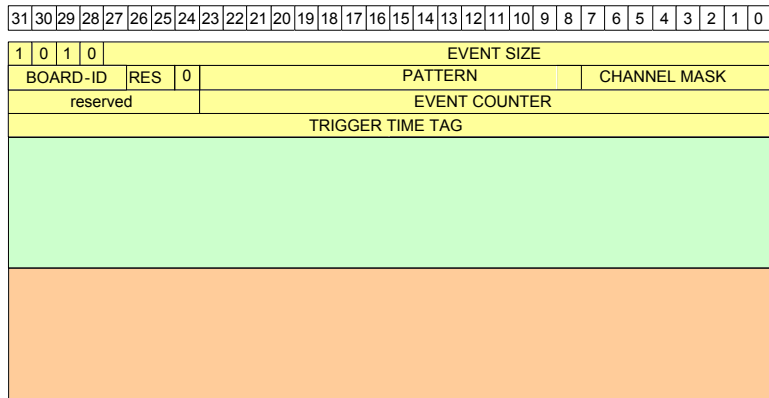 31 30 29 28 27 26 25 24 23 22 21 20 19 18 17 16 15 14 13 12 11 10 9 8 7 6 5 4 3 2 1 0
1 0 1 0 EVENT SIZE
BOARD-ID RES 0 PATTERN CHANNEL MASK
reserved EVENT COUNTER
TRIGGER TIME TAG